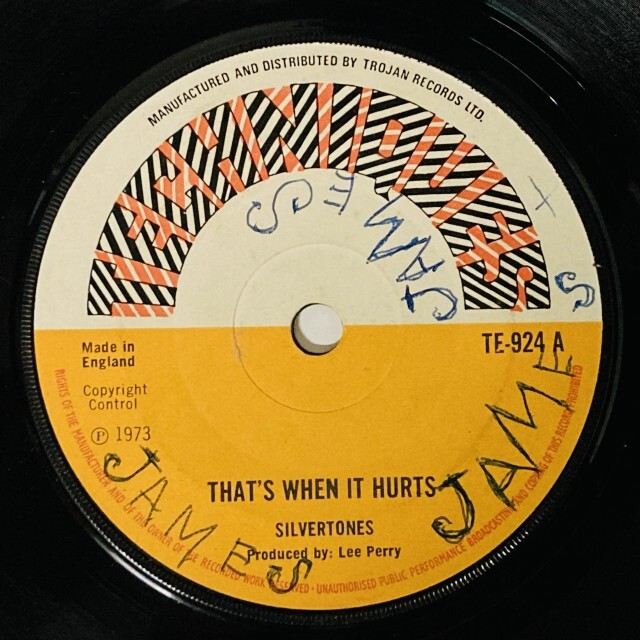 MANUFACTURED AND DISTRIBUTED BY TROJAN RECORDS LTD.
TECHNIQUES
JAMES
Made in
England
TE-924 A
Copyright
Control
℗ 1973
THAT'S WHEN IT HURTS
SILVERTONES
Produced by: Lee Perry
JAMES
JAMES
RIGHTS OF THE MANUFACTURER AND OF THE OWNER OF THE RECORDED WORK RESERVED - UNAUTHORISED PUBLIC PERFORMANCE BROADCASTING AND COPYING OF THIS RECORD PROHIBITED